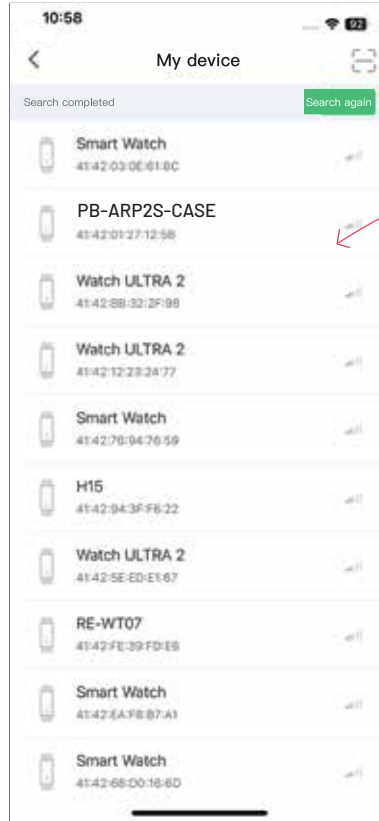 10:58
92
My device
Search completed
Search again
Smart Watch
41:42:03:0E:61:8C
PB-ARP2S-CASE
41:42:01:27:12:5B
Watch ULTRA 2
41:42:BB:32:2F:98
Watch ULTRA 2
41:42:12:23:24:77
Smart Watch
41:42:76:94:76:59
H15
41:42:94:3F:F6:22
Watch ULTRA 2
41:42:5E:ED:E1:67
RE-WT07
41:42:FE:39:FD:E6
Smart Watch
41:42:EA:F8:B7:A1
Smart Watch
41:42:66:D0:16:6D